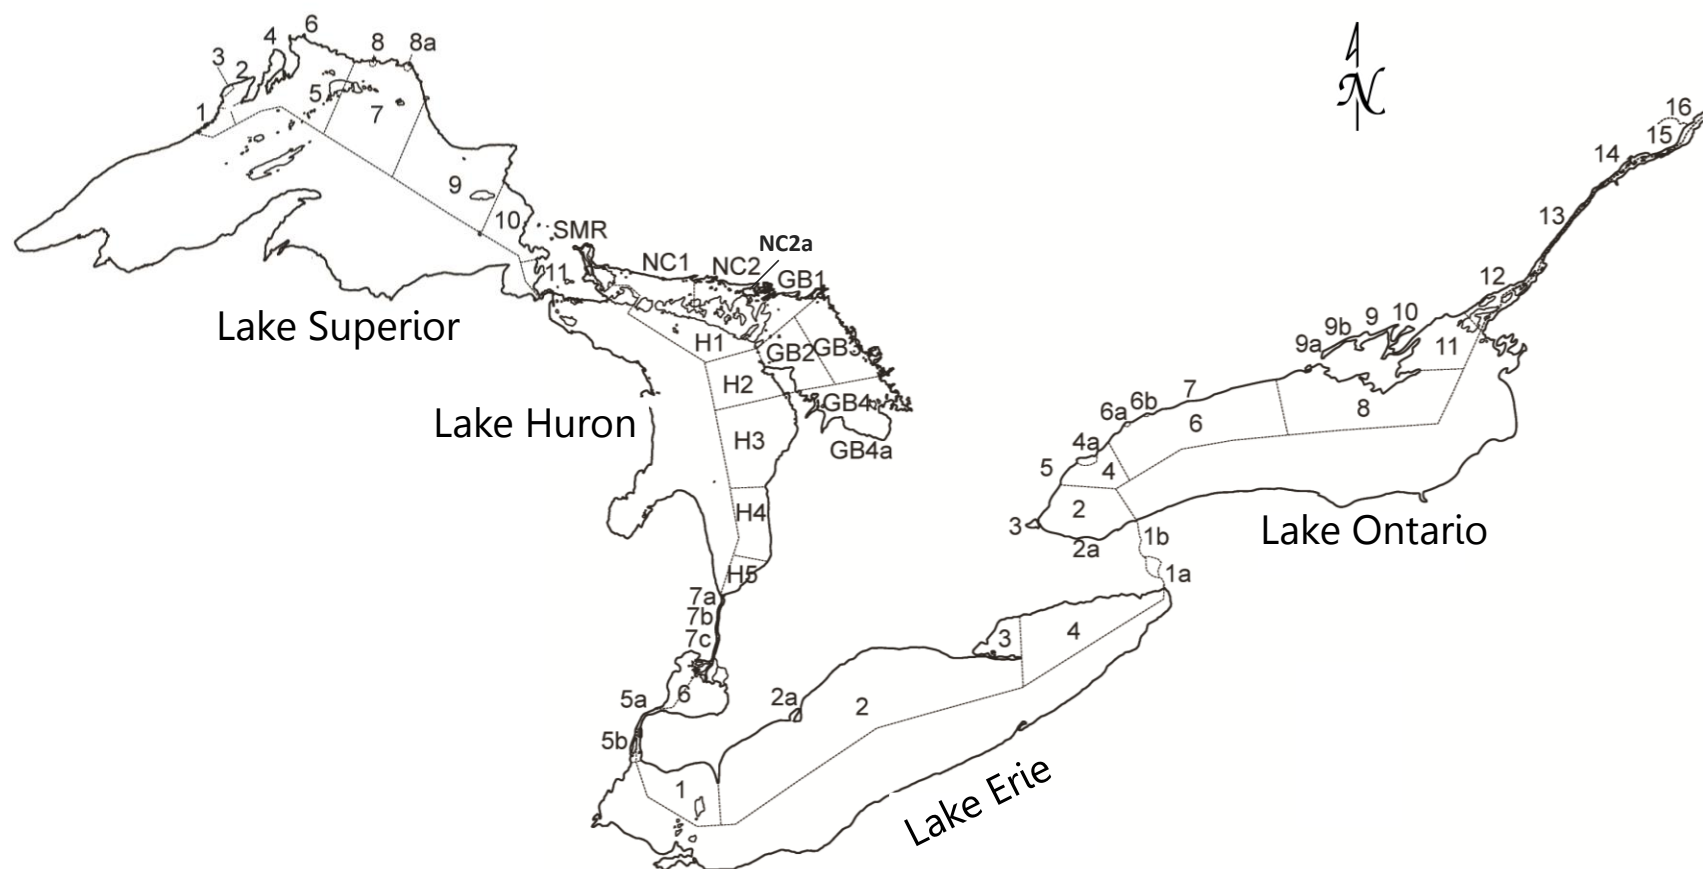 6
4
8
8a
3
2
5
7
1
9
10
SMR
11
NC1
NC2
NC2a
GB1
Lake Superior
H1
GB2
GB3
H2
GB4
Lake Huron
H3
GB4a
H4
H5
7a
7b
7c
6
5a
5b
2a
2
1
3
4
Lake Erie
N
16
15
14
13
12
9a
9b
9
10
11
7
8
6a
6b
6
4a
5
4
2
3
2a
1b
1a
Lake Ontario